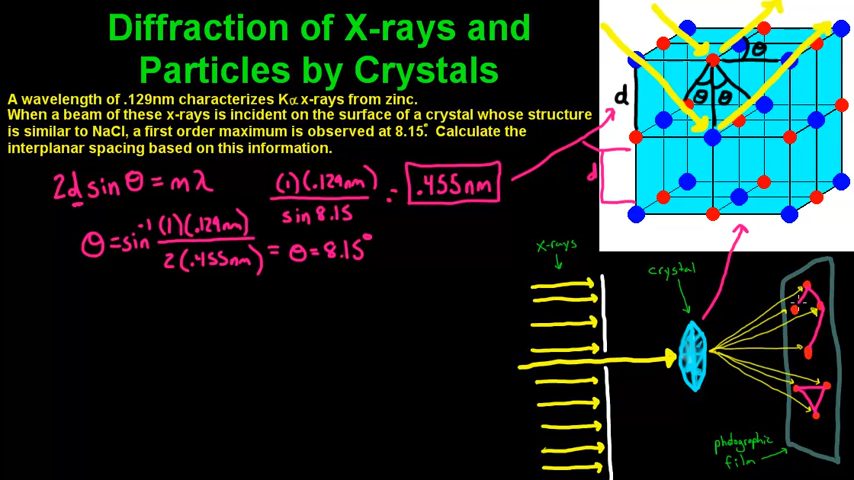 Diffraction of X-rays and
Particles by Crystals
A wavelength of .129nm characterizes Kα x-rays from zinc.
When a beam of these x-rays is incident on the surface of a crystal whose structure
is similar to NaCl, a first order maximum is observed at 8.15° Calculate the
interplanar spacing based on this information.
2d sin θ = mλ
(1)(.129nm)
sin 8.15
= .455nm
θ = sin⁻¹ (1)(.129nm)
2(.455nm)
= θ = 8.15°
θ
d
θ θ
d
x-rays
crystal
photographic
film